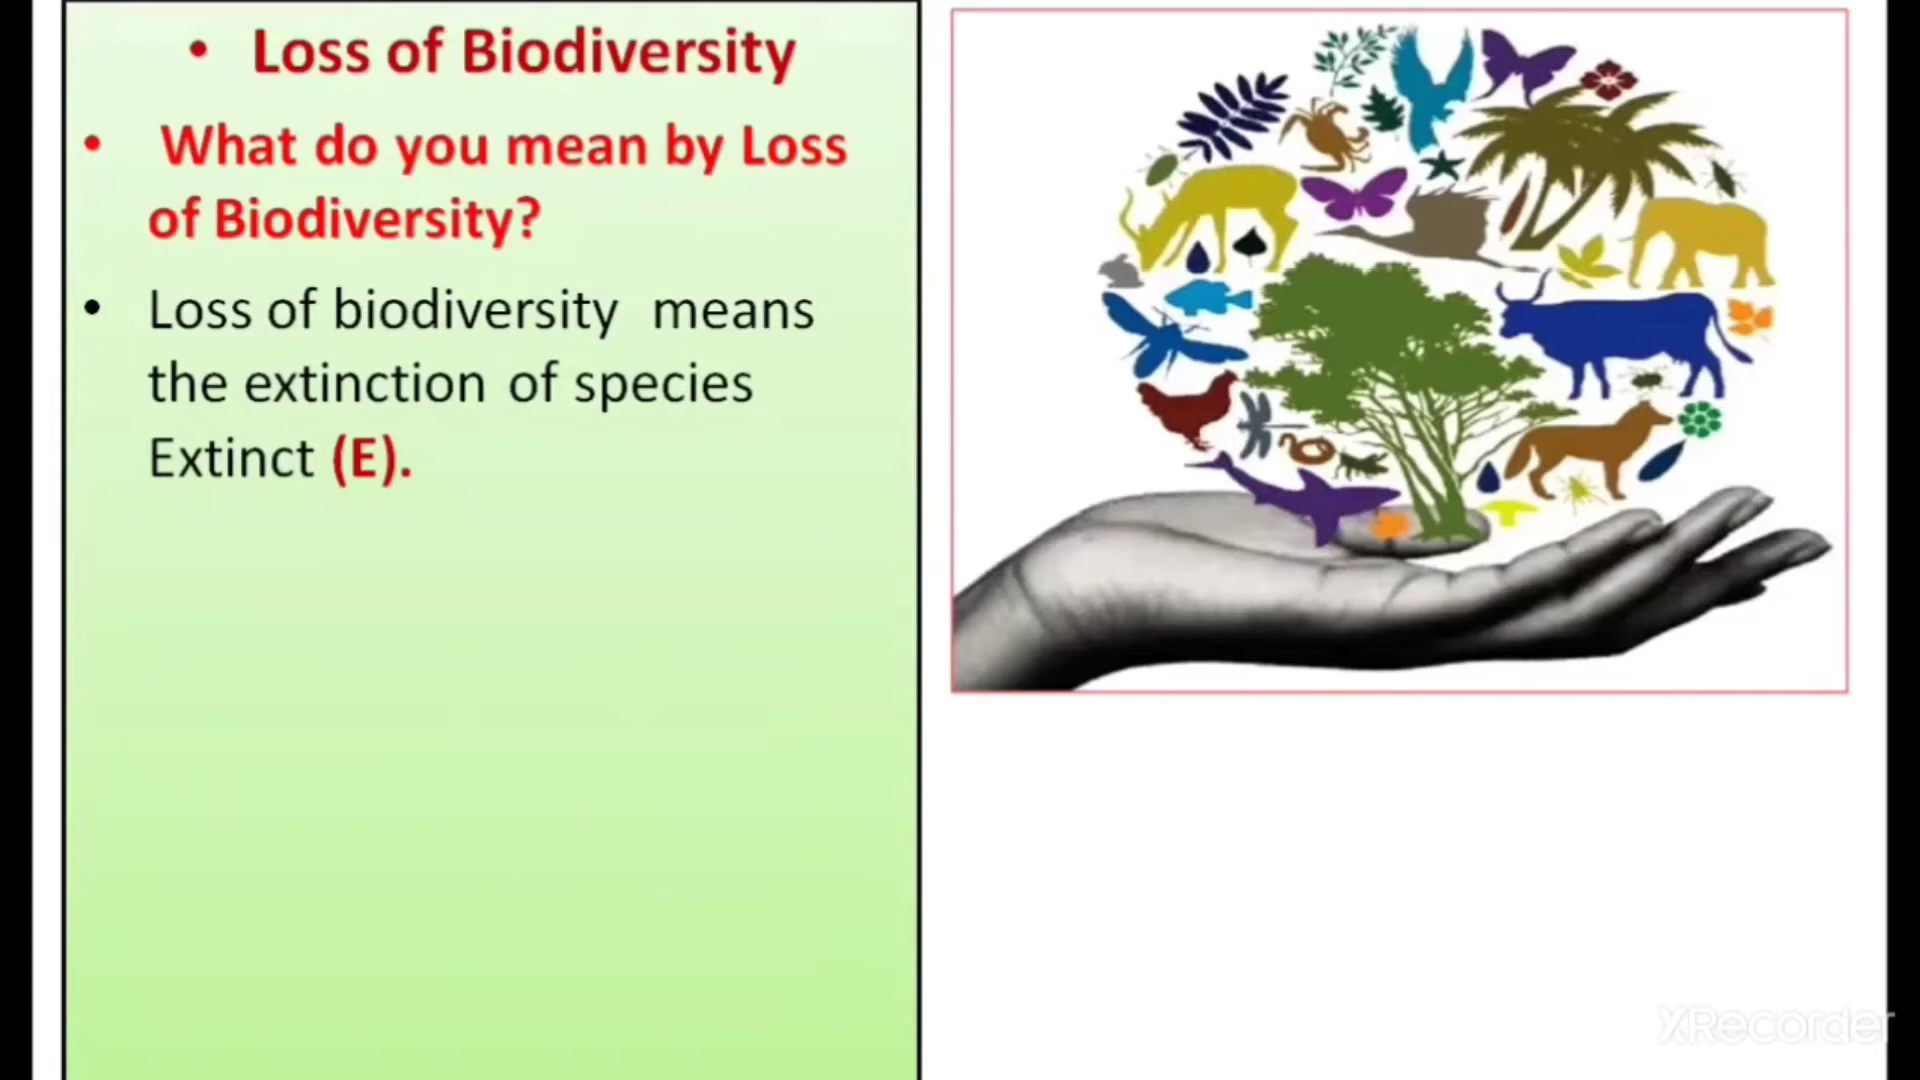 • Loss of Biodiversity
• What do you mean by Loss
of Biodiversity?
• Loss of biodiversity means
the extinction of species
Extinct (E).
XRecorder